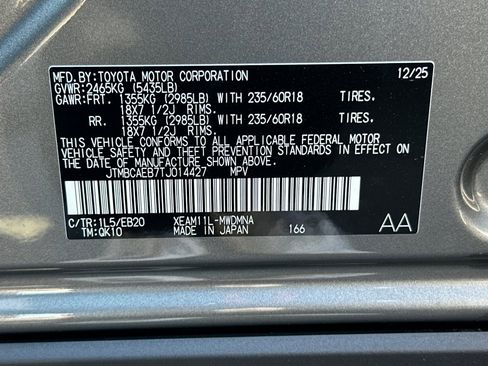 MFD. BY:TOYOTA MOTOR CORPORATION 12/25
GVWR:2465KG (5435LB)
GAWR:FRT. 1355KG (2985LB) WITH 235/60R18 TIRES.
18X7 1/2J RIMS.
RR. 1355KG (2985LB) WITH 235/60R18 TIRES.
18X7 1/2J RIMS.
THIS VEHICLE CONFORMS TO ALL APPLICABLE FEDERAL MOTOR
VEHICLE SAFETY AND THEFT PREVENTION STANDARDS IN EFFECT ON
THE DATE OF MANUFACTURE SHOWN ABOVE.
JTMBCAEB7TJ014427 MPV
C/TR:1L5/EB20 XEAM11L-MWDMNA AA
TM:QK10 MADE IN JAPAN 166